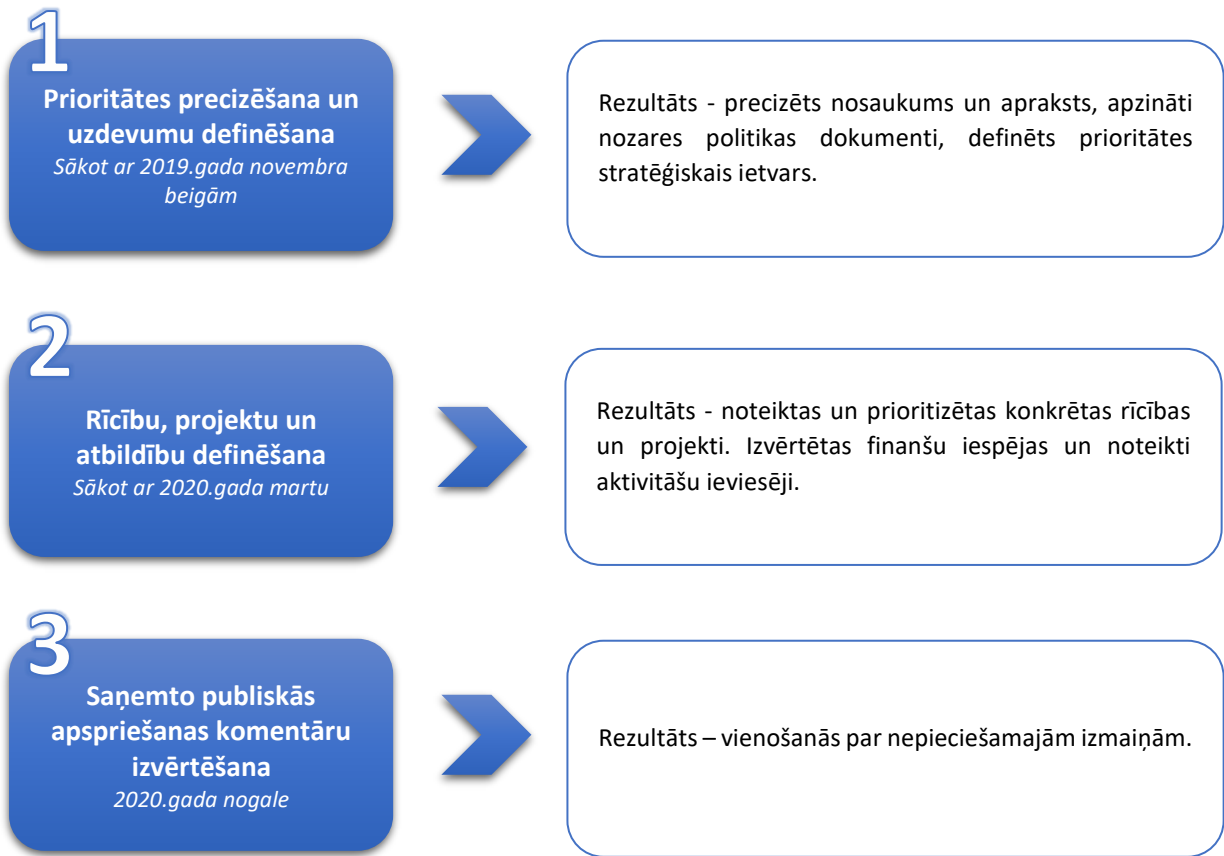 1
Prioritātes precizēšana un
uzdevumu definēšana
Sākot ar 2019.gada novembra
beigām
Rezultāts - precizēts nosaukums un apraksts, apzināti
nozares politikas dokumenti, definēts prioritātes
stratēģiskais ietvars.
2
Rīcību, projektu un
atbildību definēšana
Sākot ar 2020.gada martu
Rezultāts - noteiktas un prioritizētas konkrētas rīcības
un projekti. Izvērtētas finanšu iespējas un noteikti
aktivitāšu ieviesēji.
3
Saņemto publiskās
apspriešanas komentāru
izvērtēšana
2020.gada nogale
Rezultāts – vienošanās par nepieciešamajām izmaiņām.